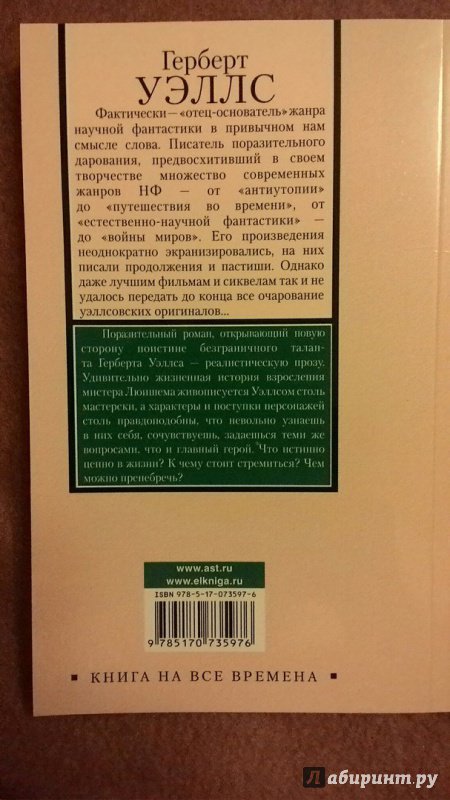 Герберт
УЭЛЛС
Фактически — «отец-основатель» жанра
научной фантастики в привычном нам
смысле слова. Писатель поразительного
дарования, предвосхитивший в своем
творчестве множество современных
жанров НФ — от «антиутопии»
до «путешествия во времени», от
«естественно-научной фантастики» —
до «войны миров». Его произведения
неоднократно экранизировались, на них
писали продолжения и пастиши. Однако
даже лучшим фильмам и сиквелам так и не
удалось передать до конца все очарование
уэллсовских оригиналов...
Поразительный роман, открывающий новую
сторону поистине безграничного талан-
та Герберта Уэллса — реалистическую прозу.
Удивительно жизненная история взросления
мистера Люишема живописуется Уэллсом столь
мастерски, а характеры и поступки персонажей
столь правдоподобны, что невольно узнаешь
в них себя, сочувствуешь, задаешься теми же
вопросами, что и главный герой. Что истинно
ценно в жизни? К чему стоит стремиться? Чем
можно пренебречь?
www.ast.ru
www.elkniga.ru
ISBN 978-5-17-073597-6
9 785170 735976
▪ КНИГА НА ВСЕ ВРЕМЕНА ▪
Лабиринт.ру